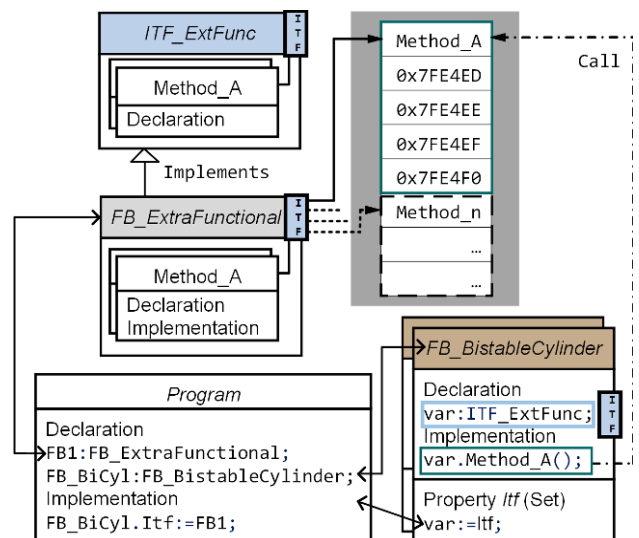 ITF_ExtFunc
I
T
F
Method_A
Declaration
Implements
FB_ExtraFunctional
I
T
F
Method_A
Declaration
Implementation
Method_A
0x7FE4ED
0x7FE4EE
0x7FE4EF
0x7FE4F0
Method_n
…
…
Call
Program
Declaration
FB1:FB_ExtraFunctional;
FB_BiCyl:FB_BistableCylinder;
Implementation
FB_BiCyl.Itf:=FB1;
FB_BistableCylinder
Declaration
var:ITF_ExtFunc;
I
T
F
Implementation
var.Method_A();
Property Itf (Set)
var:=Itf;